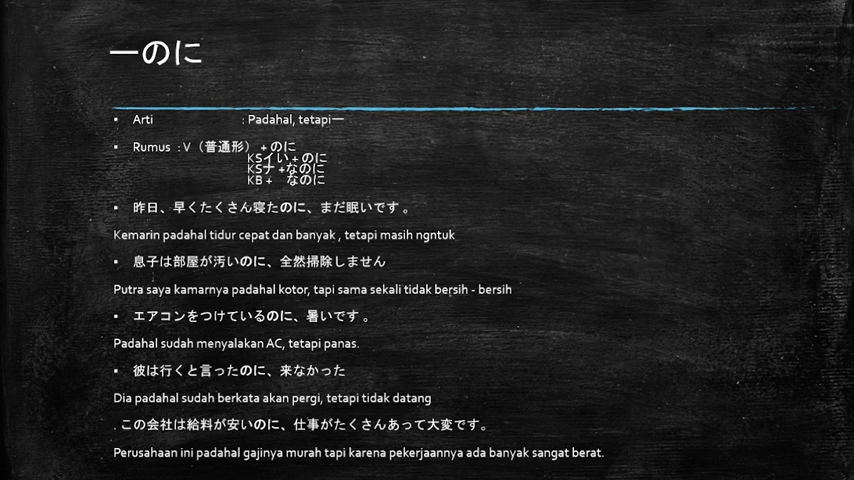 ーのに
▪ Arti : Padahal, tetapiー
▪ Rumus : V（普通形） + のに
KSイい + のに
KSナ +なのに
KB + なのに
▪ 昨日、早くたくさん寝たのに、まだ眠いです 。
Kemarin padahal tidur cepat dan banyak , tetapi masih ngntuk
▪ 息子は部屋が汚いのに、全然掃除しません
Putra saya kamarnya padahal kotor, tapi sama sekali tidak bersih - bersih
▪ エアコンをつけているのに、暑いです 。
Padahal sudah menyalakan AC, tetapi panas.
▪ 彼は行くと言ったのに、来なかった
Dia padahal sudah berkata akan pergi, tetapi tidak datang
. この会社は給料が安いのに、仕事がたくさんあって大変です。
Perusahaan ini padahal gajinya murah tapi karena pekerjaannya ada banyak sangat berat.